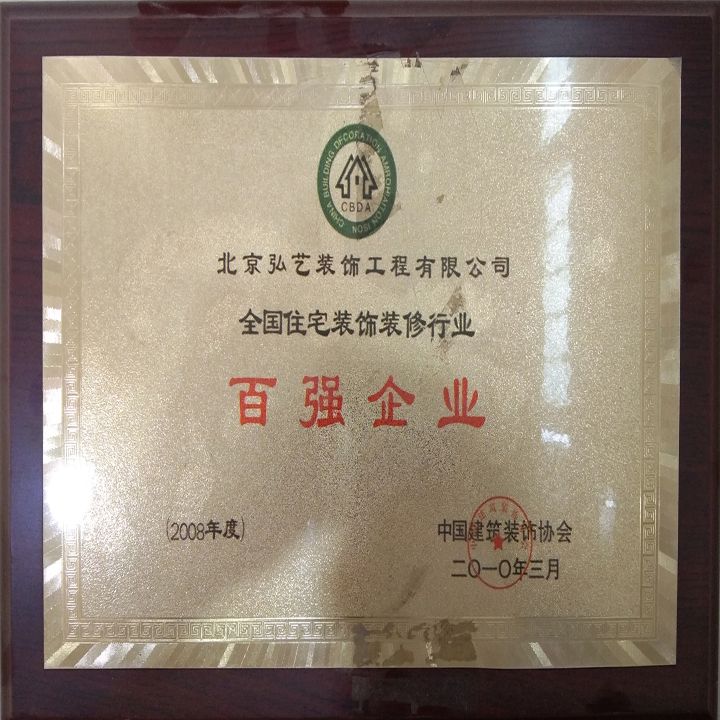 CHINA BUILDING DECORATION
CBDA
北京弘艺装饰工程有限公司
全国住宅装饰装修行业
百强企业
(2008年度)
中国建筑装饰协会
二〇一〇年三月